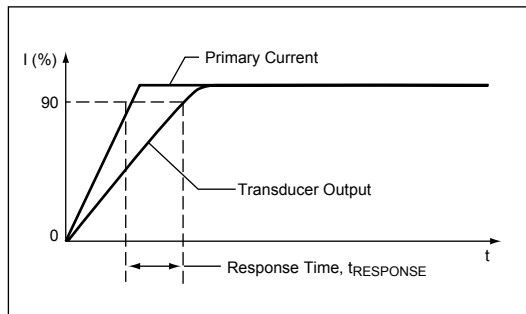 I (%)
Primary Current
90
Transducer Output
0
t
Response Time, tRESPONSE